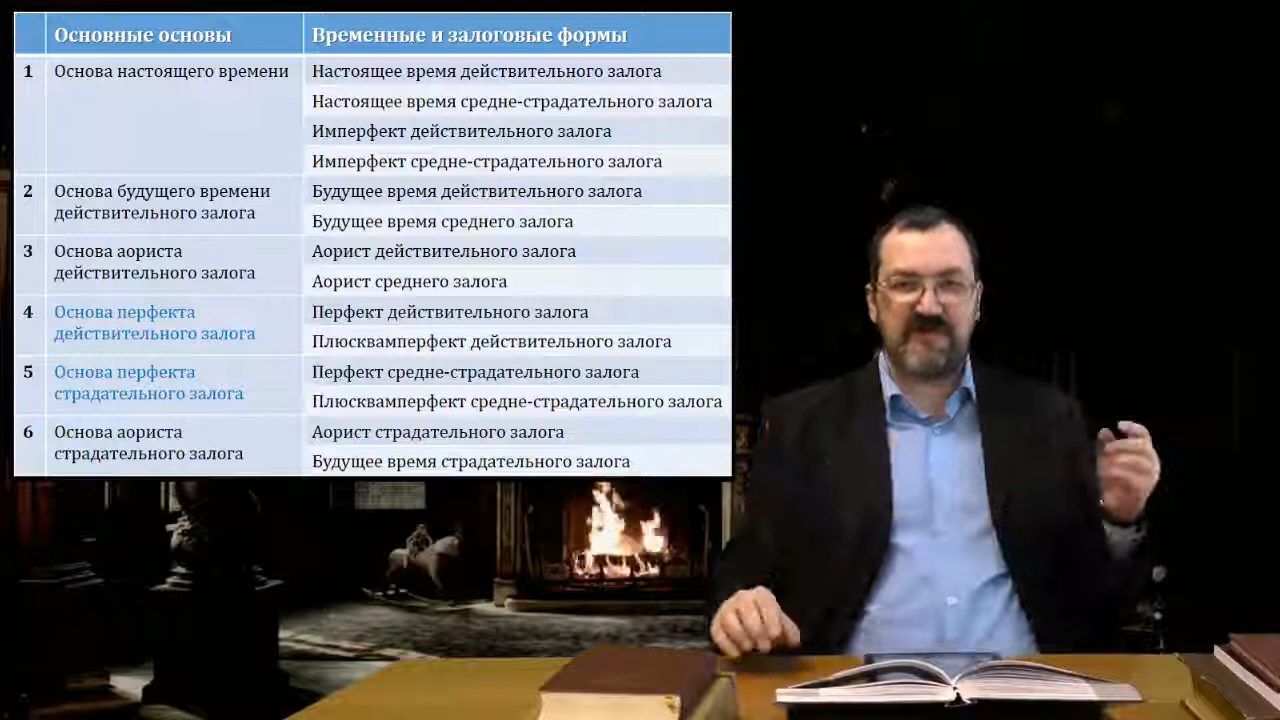 Основные основы
Временные и залоговые формы
1
Основа настоящего времени
Настоящее время действительного залога
Настоящее время средне-страдательного залога
Имперфект действительного залога
Имперфект средне-страдательного залога
2
Основа будущего времени
действительного залога
Будущее время действительного залога
Будущее время среднего залога
3
Основа аориста
действительного залога
Аорист действительного залога
Аорист среднего залога
4
Основа перфекта
действительного залога
Перфект действительного залога
Плюсквамперфект действительного залога
5
Основа перфекта
страдательного залога
Перфект средне-страдательного залога
Плюсквамперфект средне-страдательного залога
6
Основа аориста
страдательного залога
Аорист страдательного залога
Будущее время страдательного залога